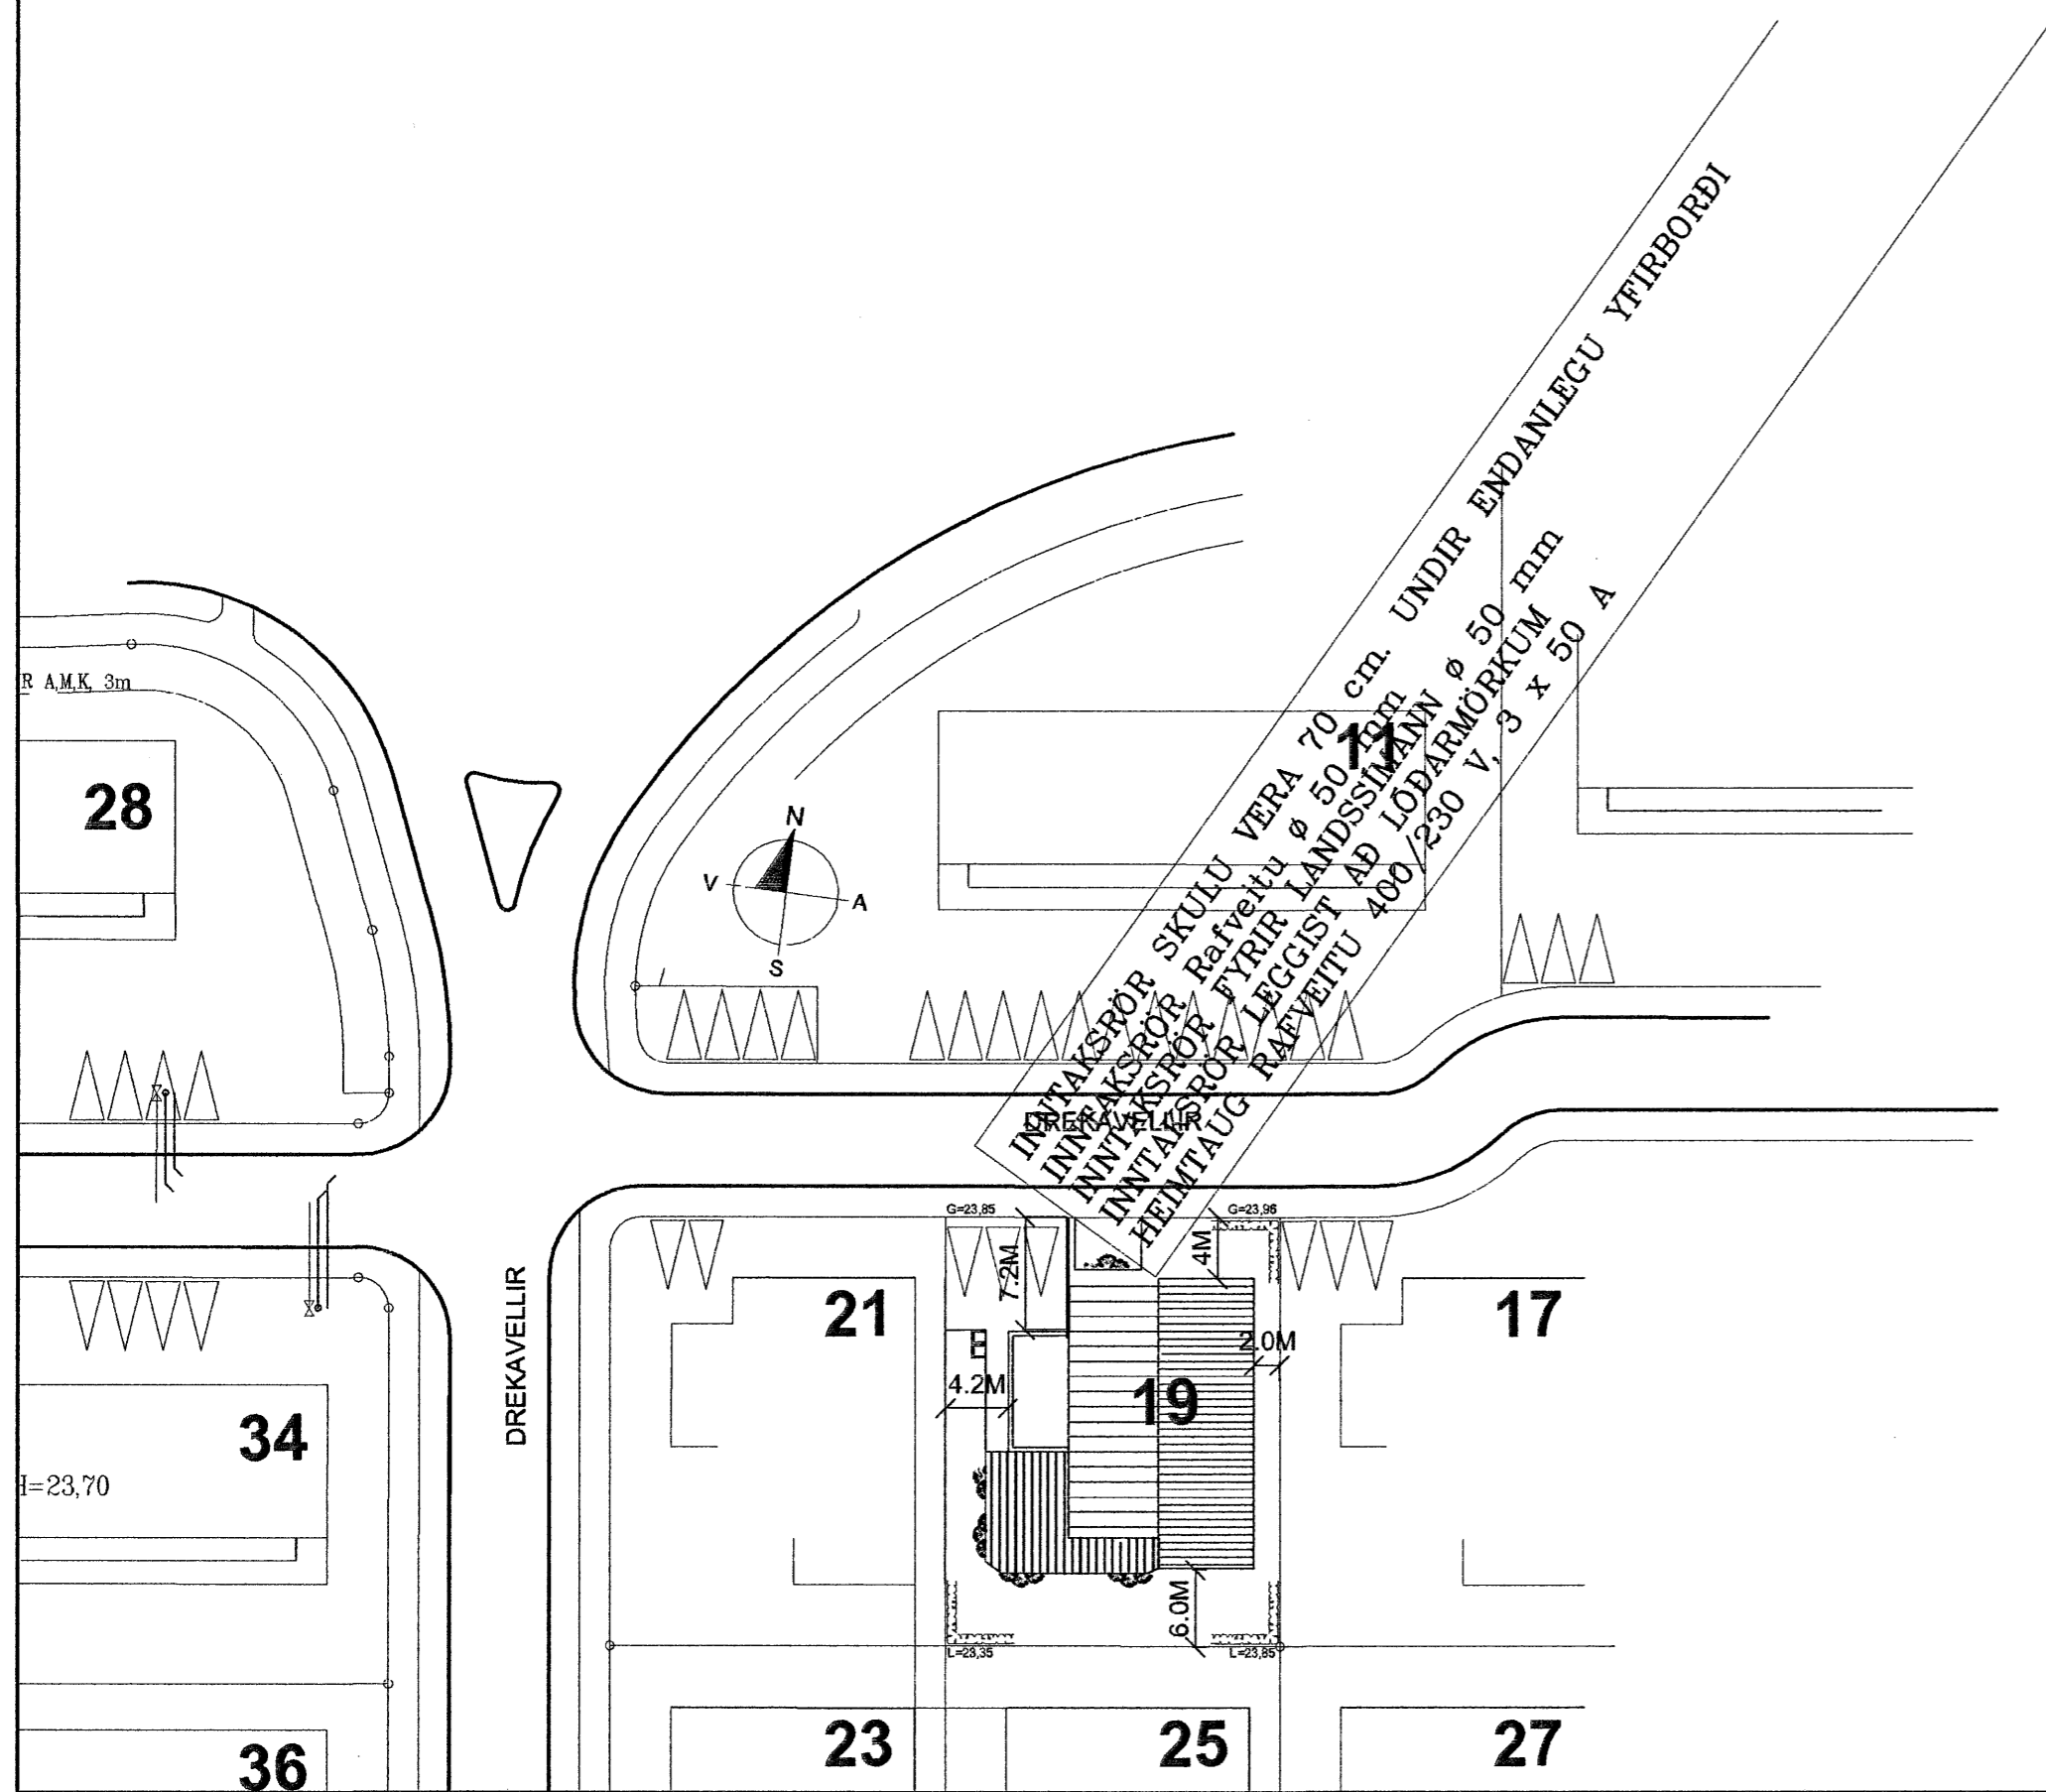 INNTAKSRÖR SKULU VERA 70 cm. UNDIR ENDANLEGU YFIRBORÐI
INNTAKSRÖR Rafveitu ø 50 mm
INNTAKSRÖR FYRIR LANDSSÍMANN ø 50 mm
INNTAKSRÖR LEGGIST AÐ LÓÐARMÖRKUM
HEIMTAUG RAFVEITU 400/230 V, 3 x 50 A
R A,M,K, 3m
28
11
N
V
A
S
DREKAVELLIR
G=23,85
G=23,96
7.2M
4M
21
17
2.0M
4.2M
19
DREKAVELLIR
34
H=23,70
6.0M
L=23,35
L=23,85
36
23
25
27